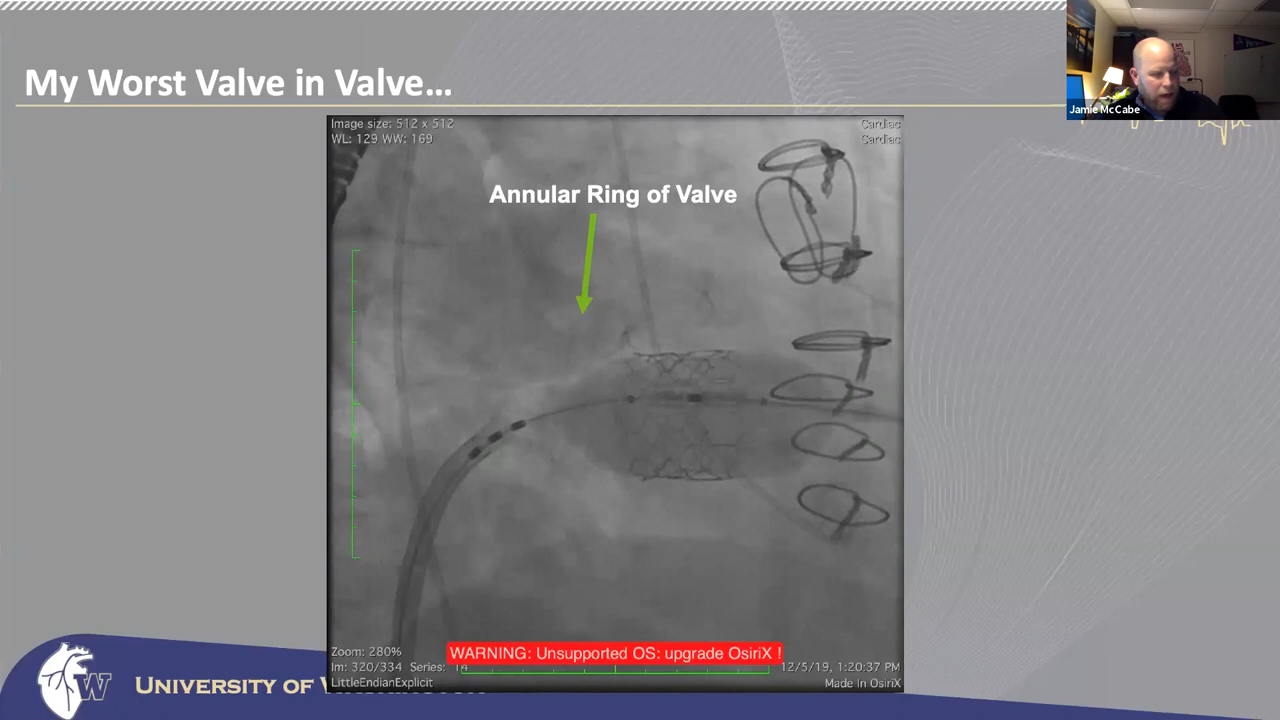 My Worst Valve in Valve...
Jamie McCabe
Image size: 512 x 512
WL: 129 WW: 169
Cardiac
Cardiac
Annular Ring of Valve
Zoom: 280%
Im: 320/334 Series: 14
LittleEndianExplicit
WARNING: Unsupported OS: upgrade OsiriX !
12/5/19, 1:20:37 PM
Made In OsiriX
W
UNIVERSITY OF